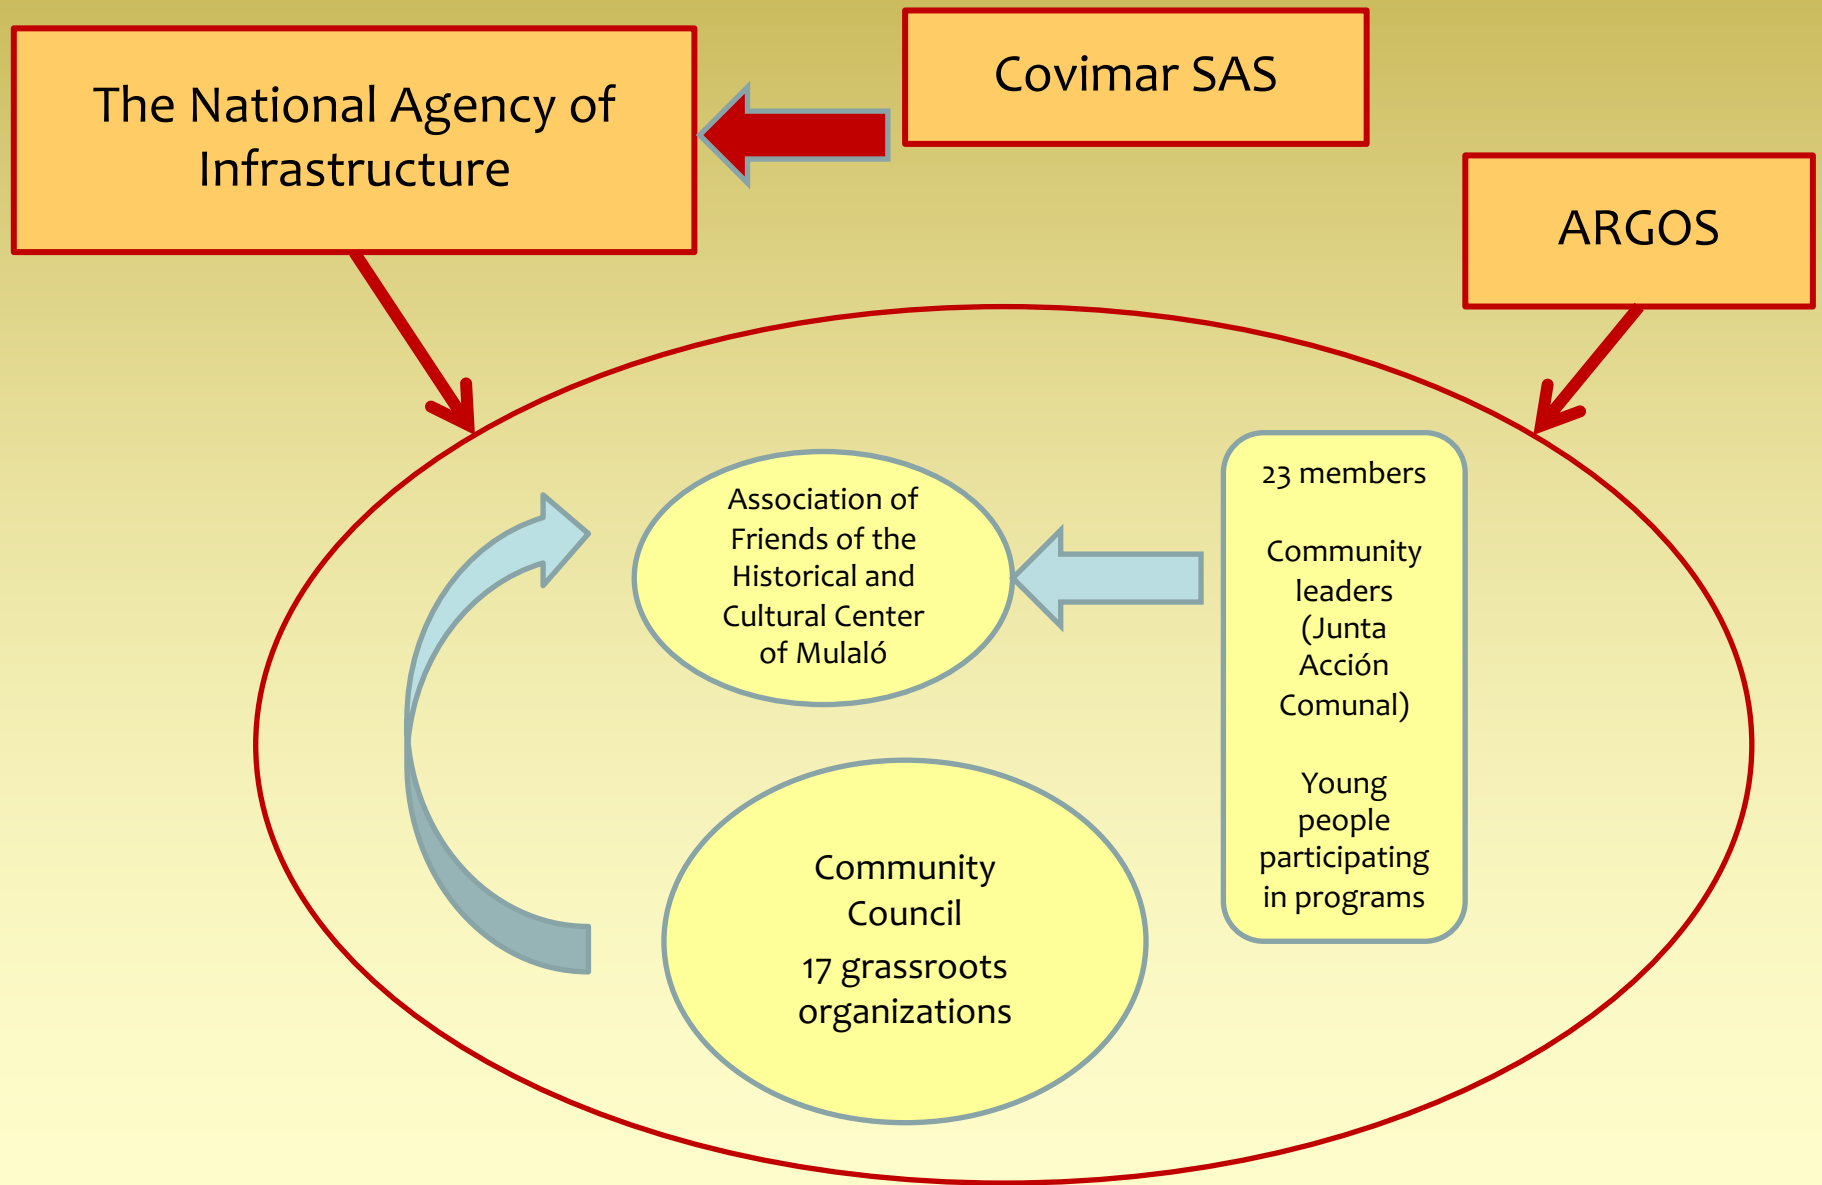 The National Agency of
Infrastructure
Covimar SAS
ARGOS
Association of
Friends of the
Historical and
Cultural Center
of Mulaló
23 members
Community
leaders
(Junta
Acción
Comunal)
Young
people
participating
in programs
Community
Council
17 grassroots
organizations